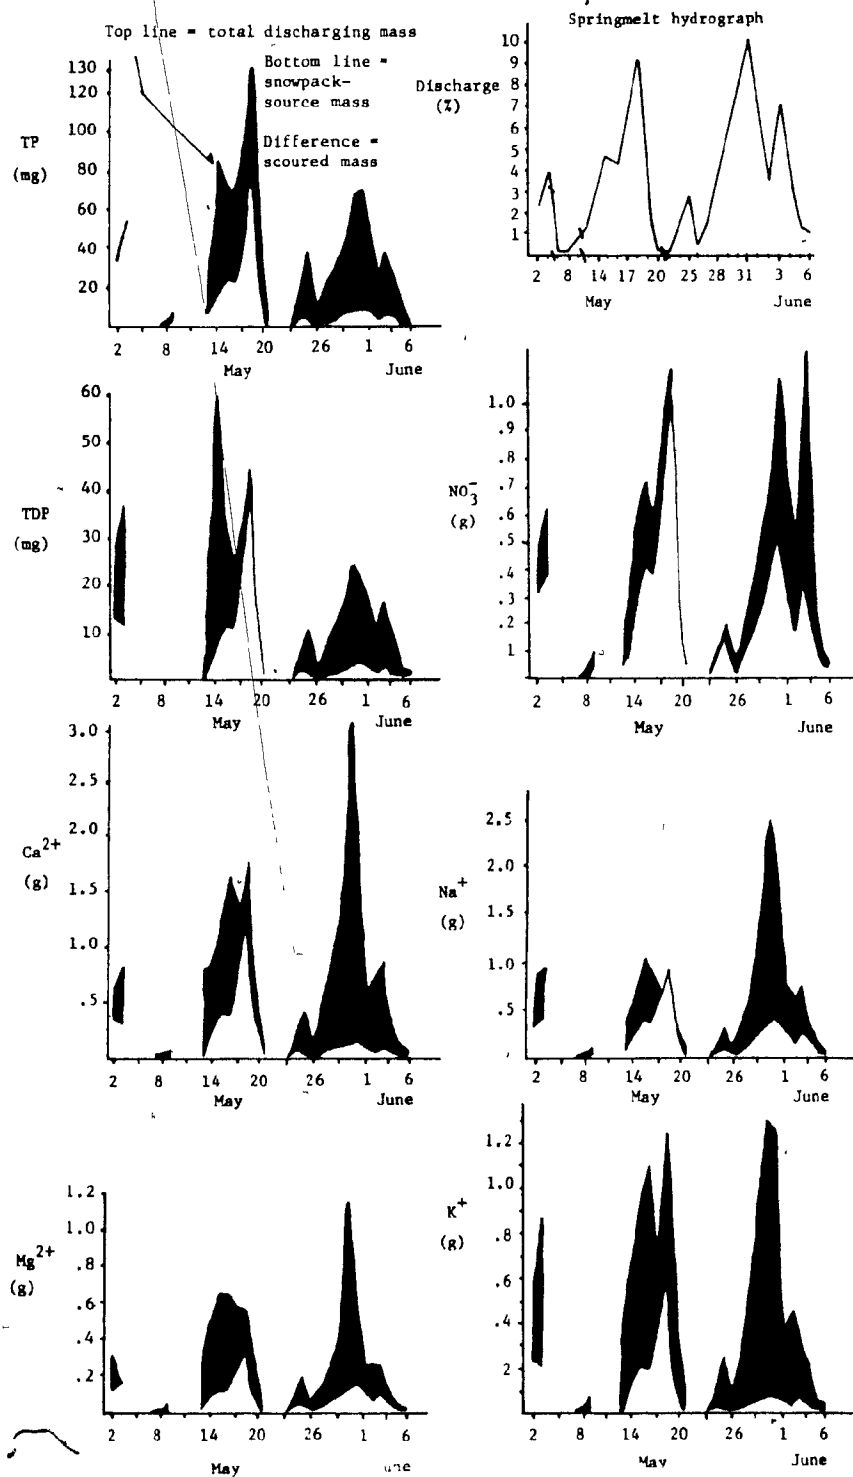 Top line = total discharging mass
Bottom line =
snowpack-
source mass
Difference =
scoured mass
TP
(mg)
130
120
100
80
60
40
20
2 8 14 20 26 1 6
May June
Springmelt hydrograph
Discharge
(%)
10
9
8
7
6
5
4
3
2
1
2 8 14 17 25 28 31 3 6
May June
TDP
(mg)
60
50
40
30
20
10
2 8 14 20 26 1 6
May June
NO3-
(g)
1.0
.9
.8
.7
.6
.5
.4
.3
.2
1
2 8 14 20 26 1 6
May June
Ca2+
(g)
3.0
2.5
2.0
1.5
1.0
.5
2 8 14 20 26 1 6
May June
Na+
(g)
2.5
2.0
1.5
1.0
.5
2 8 14 20 26 1 6
May June
Mg2+
(g)
1.2
1.0
.8
.6
.4
.2
2 8 14 20 26 1 6
May
K+
(g)
1.2
1.0
.8
.6
.4
2
2 8 14 20 26 1 6
May June